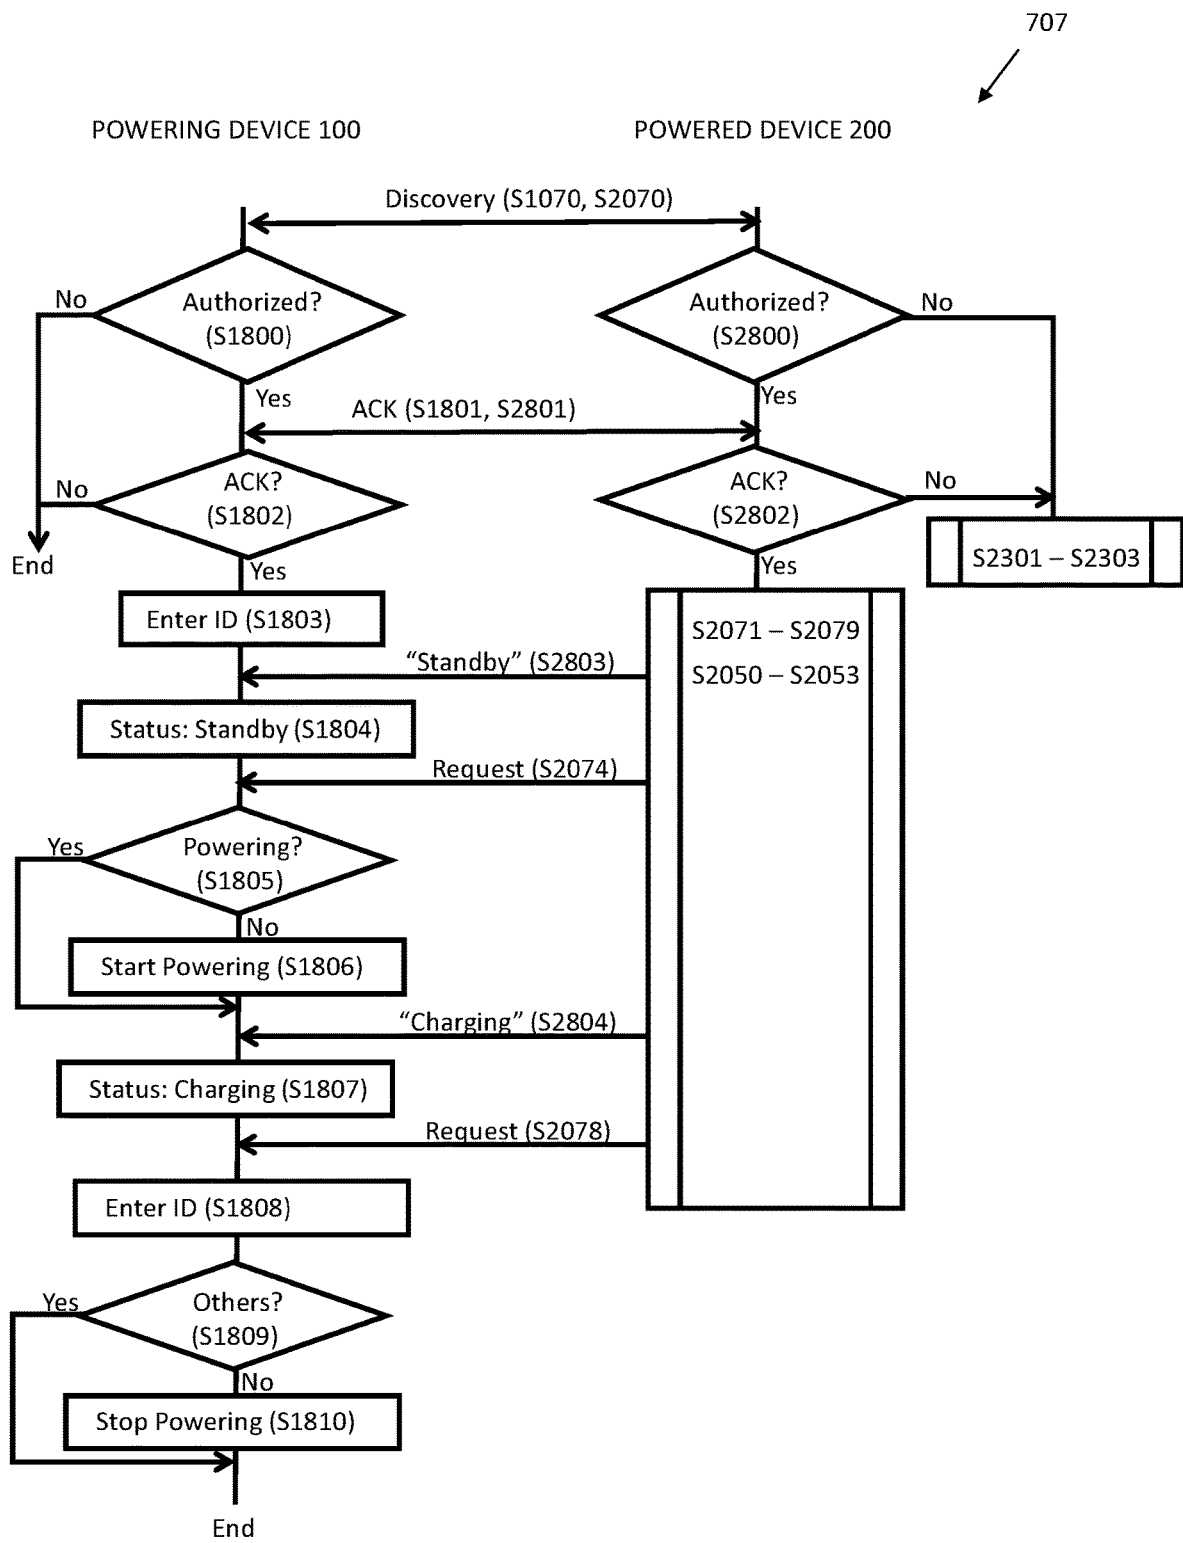 707
POWERING DEVICE 100
POWERED DEVICE 200
Discovery (S1070, S2070)
No
Authorized?
(S1800)
Authorized?
(S2800)
No
Yes
Yes
ACK (S1801, S2801)
No
ACK?
(S1802)
ACK?
(S2802)
No
End
Yes
Yes
S2301 – S2303
Enter ID (S1803)
S2071 – S2079
"Standby" (S2803)
S2050 – S2053
Status: Standby (S1804)
Request (S2074)
Yes
Powering?
(S1805)
No
Start Powering (S1806)
“Charging” (S2804)
Status: Charging (S1807)
Request (S2078)
Enter ID (S1808)
Yes
Others?
(S1809)
No
Stop Powering (S1810)
End